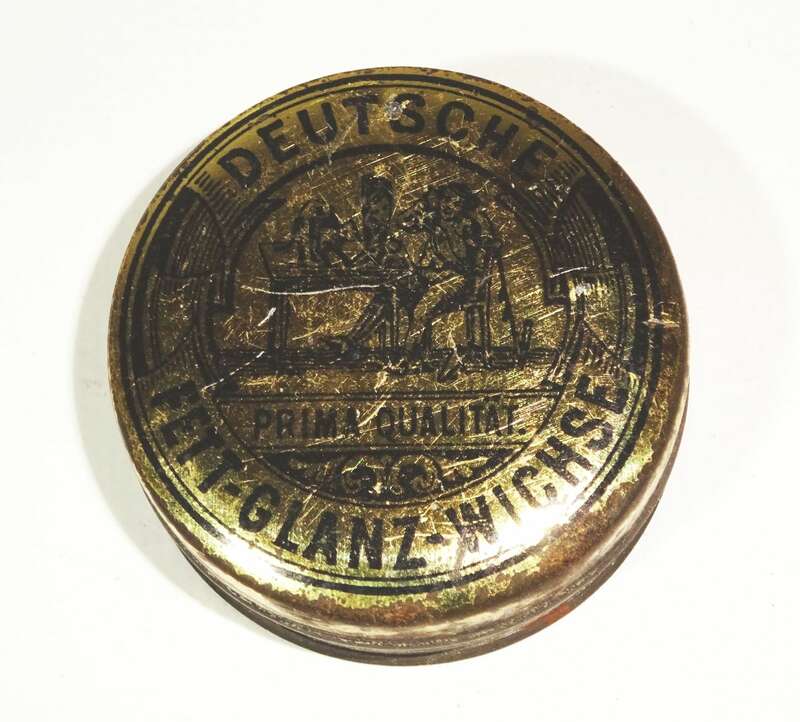 DEUTSCHE
PRIMA QUALITÄT.
FETT-GLANZ-WICHSE